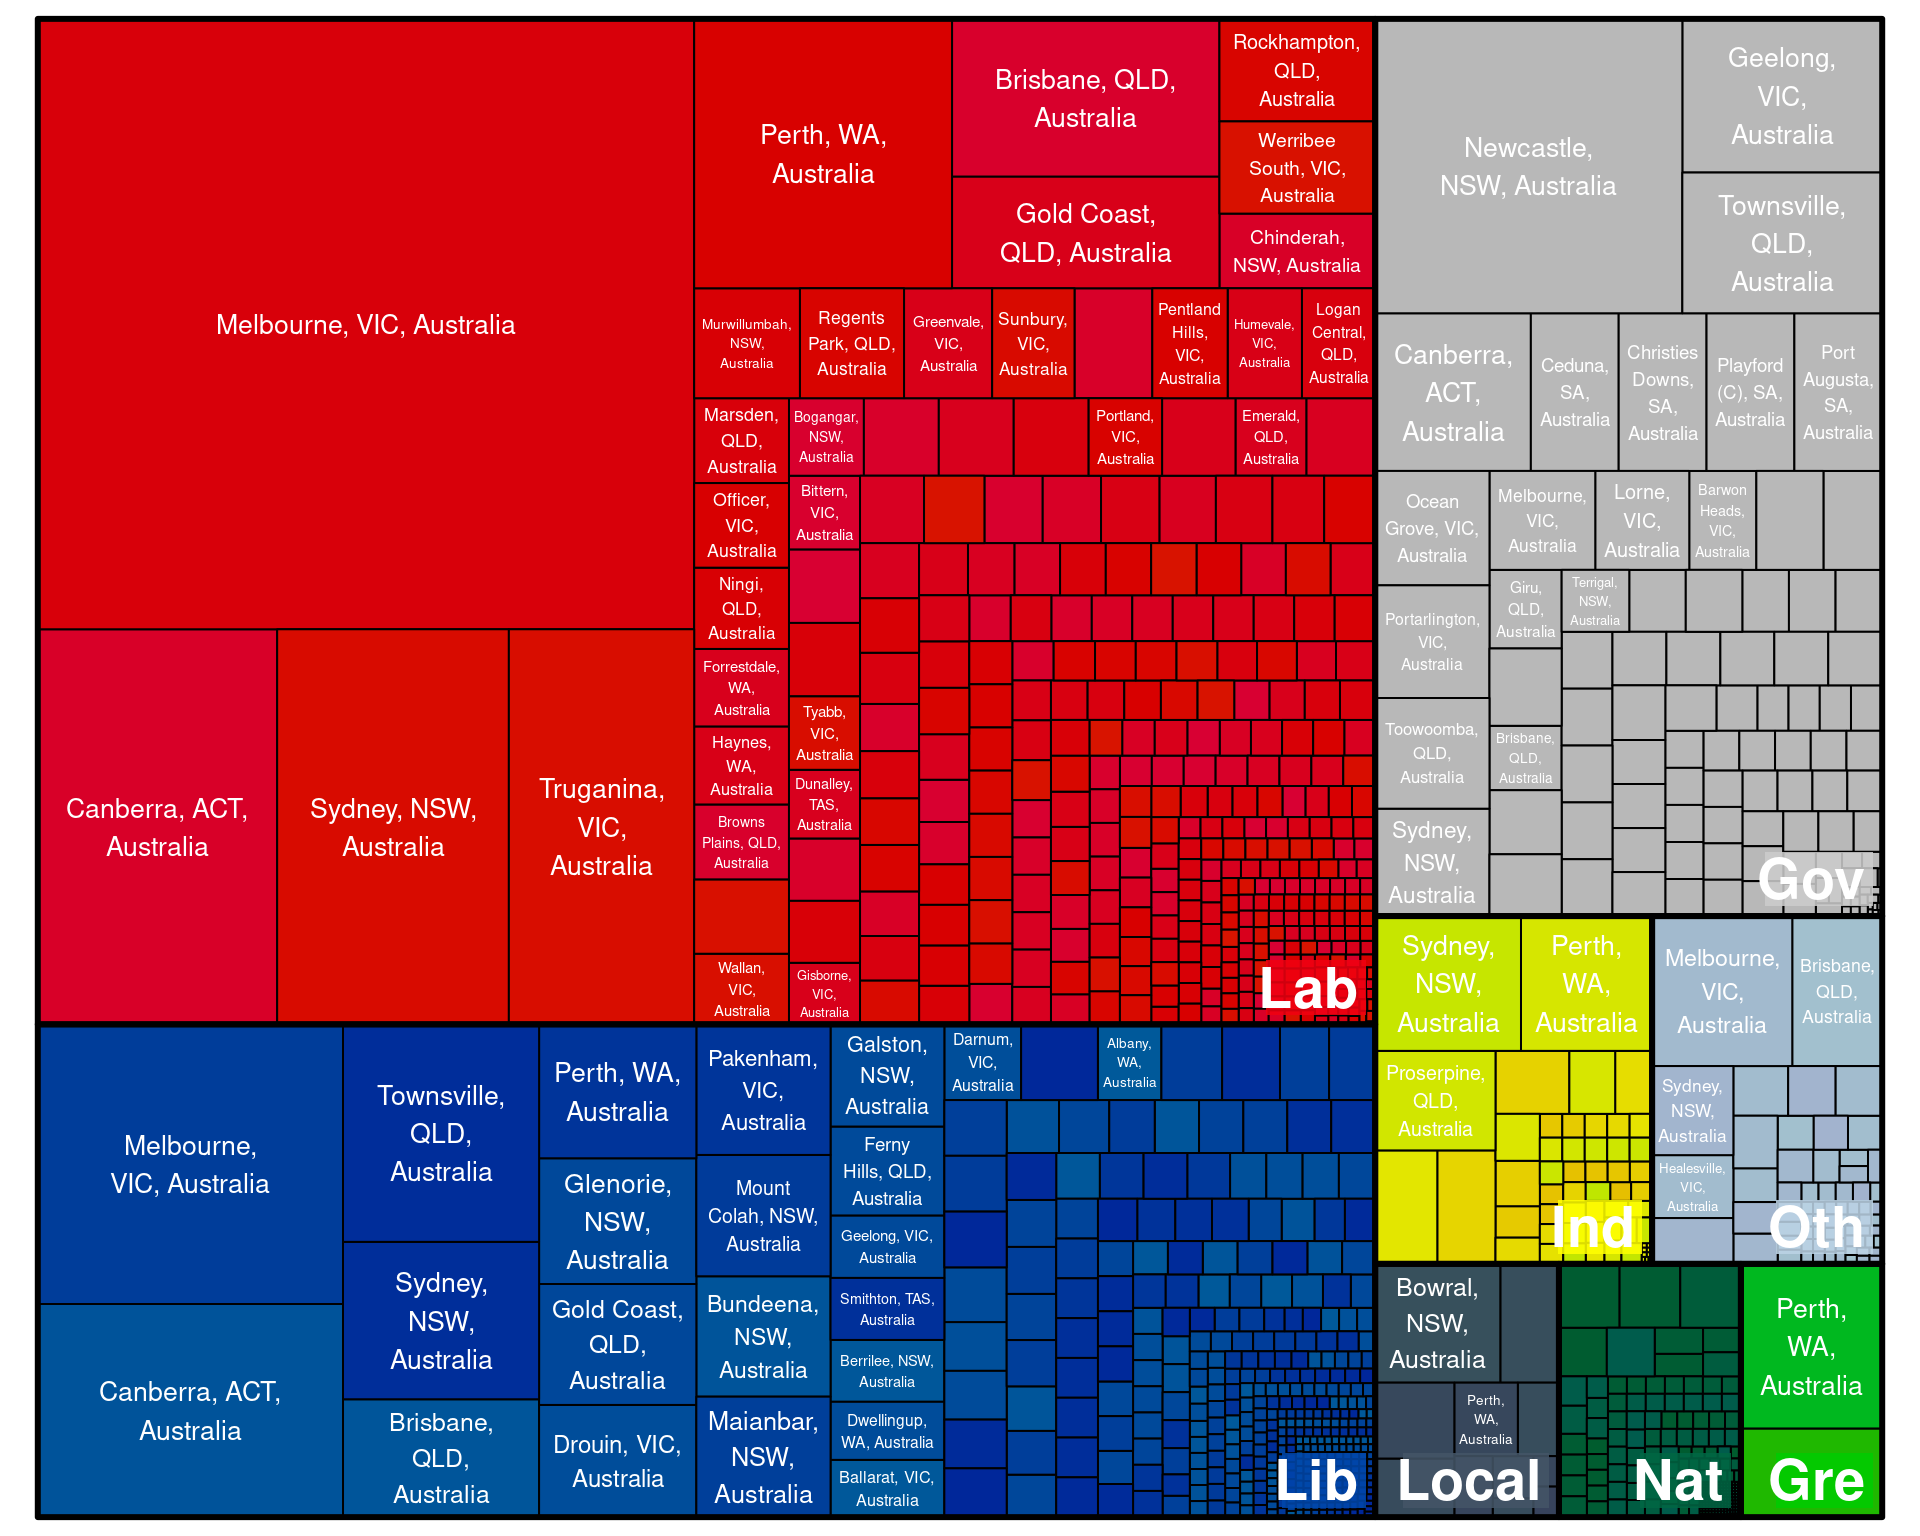 Melbourne, VIC, Australia
Canberra, ACT,
Australia
Sydney, NSW,
Australia
Truganina,
VIC,
Australia
Perth, WA,
Australia
Brisbane, QLD,
Australia
Gold Coast,
QLD, Australia
Rockhampton,
QLD,
Australia
Werribee
South, VIC,
Australia
Chinderah,
NSW, Australia
Murwillumbah,
NSW,
Australia
Regents
Park, QLD,
Australia
Greenvale,
VIC,
Australia
Sunbury,
VIC,
Australia
Pentland
Hills,
VIC,
Australia
Humevale,
VIC,
Australia
Logan
Central,
QLD,
Australia
Marsden,
QLD,
Australia
Officer,
VIC,
Australia
Ningi,
QLD,
Australia
Forrestdale,
WA,
Australia
Haynes,
WA,
Australia
Browns
Plains, QLD,
Australia
Wallan,
VIC,
Australia
Bogangar,
NSW,
Australia
Portland,
VIC,
Australia
Emerald,
QLD,
Australia
Bittern,
VIC,
Australia
Tyabb,
VIC,
Australia
Dunalley,
TAS,
Australia
Gisborne,
VIC,
Australia
Lab
Newcastle,
NSW, Australia
Geelong,
VIC,
Australia
Townsville,
QLD,
Australia
Canberra,
ACT,
Australia
Ceduna,
SA,
Australia
Christies
Downs,
SA,
Australia
Playford
(C), SA,
Australia
Port
Augusta,
SA,
Australia
Ocean
Grove, VIC,
Australia
Portarlington,
VIC,
Australia
Toowoomba,
QLD,
Australia
Sydney,
NSW,
Australia
Melbourne,
VIC,
Australia
Lorne,
VIC,
Australia
Barwon
Heads,
VIC,
Australia
Giru,
QLD,
Australia
Terrigal,
NSW,
Australia
Brisbane,
QLD,
Australia
Gov
Melbourne,
VIC, Australia
Canberra, ACT,
Australia
Townsville,
QLD,
Australia
Sydney,
NSW,
Australia
Brisbane,
QLD,
Australia
Perth, WA,
Australia
Glenorie,
NSW,
Australia
Gold Coast,
QLD,
Australia
Drouin, VIC,
Australia
Pakenham,
VIC,
Australia
Mount
Colah, NSW,
Australia
Bundeena,
NSW,
Australia
Maianbar,
NSW,
Australia
Galston,
NSW,
Australia
Ferny
Hills, QLD,
Australia
Geelong, VIC,
Australia
Smithton, TAS,
Australia
Berrilee, NSW,
Australia
Dwellingup,
WA, Australia
Ballarat, VIC,
Australia
Darnum,
VIC,
Australia
Albany,
WA,
Australia
Lib
Sydney,
NSW,
Australia
Perth,
WA,
Australia
Proserpine,
QLD,
Australia
Ind
Melbourne,
VIC,
Australia
Brisbane,
QLD,
Australia
Sydney,
NSW,
Australia
Healesville,
VIC,
Australia
Oth
Bowral,
NSW,
Australia
Perth,
WA,
Australia
Local
Nat
Perth,
WA,
Australia
Gre